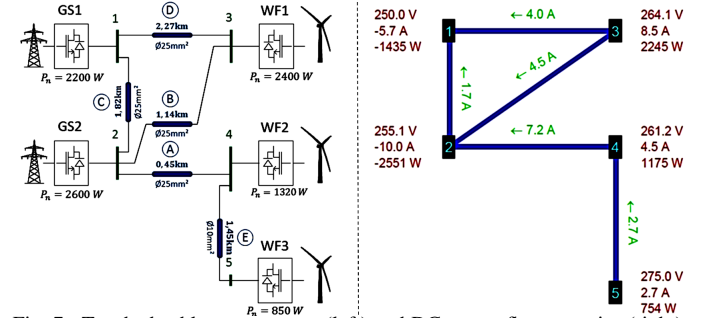 GS1
1
D
2,27km
Ø25mm²
3
WF1
Pn = 2200 W
Pn = 2400 W
C
1,82km
Ø25mm²
B
1,14km
Ø25mm²
GS2
2
A
0,45km
Ø25mm²
4
WF2
Pn = 2600 W
Pn = 1320 W
Ø10mm²
1,45km
E
5
WF3
Pn = 850 W
250.0 V
-5.7 A
-1435 W
1
← 4.0 A
3
264.1 V
8.5 A
2245 W
← 1.7 A
← 4.5 A
255.1 V
-10.0 A
-2551 W
2
← 7.2 A
4
261.2 V
4.5 A
1175 W
← 2.7 A
5
275.0 V
2.7 A
754 W